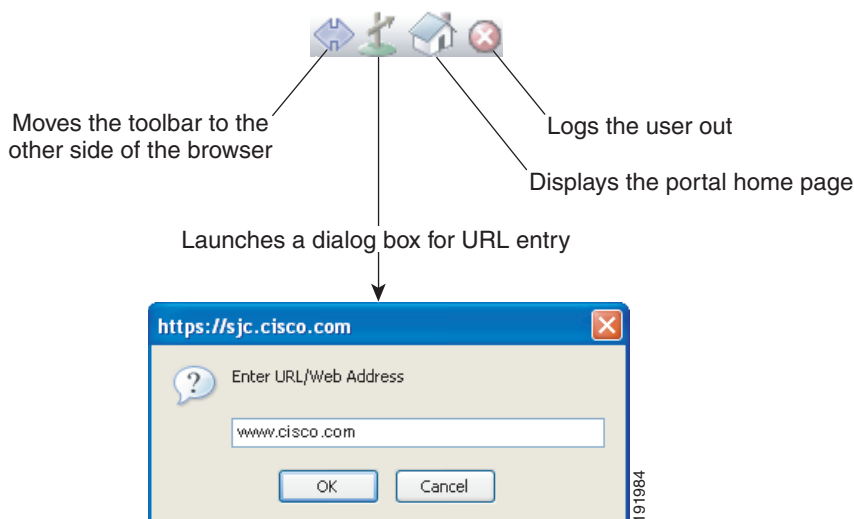 Moves the toolbar to the
other side of the browser
Logs the user out
Displays the portal home page
Launches a dialog box for URL entry
https://sjc.cisco.com
Enter URL/Web Address
www.cisco.com
OK
Cancel
191984